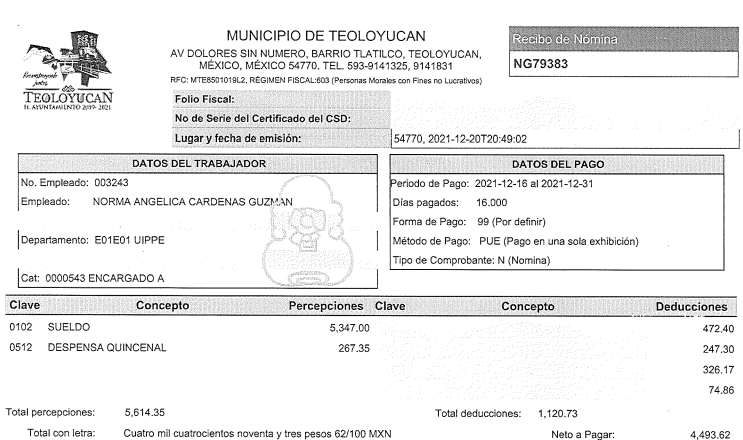 MUNICIPIO DE TEOLOYUCAN
AV DOLORES SIN NUMERO, BARRIO TLATILCO, TEOLOYUCAN,
MÉXICO, MÉXICO 54770. TEL. 593-9141325, 9141831
RFC: MTE8501019L2, RÉGIMEN FISCAL:603 (Personas Morales con Fines no Lucrativos)
Reconstruyendo
juntos
TEOLOYUCAN
H. AYUNTAMIENTO 2019- 2021
Recibo de Nómina
NG79383
Folio Fiscal:
No de Serie del Certificado del CSD:
Lugar y fecha de emisión: 54770, 2021-12-20T20:49:02
DATOS DEL TRABAJADOR
No. Empleado: 003243
Empleado: NORMA ANGELICA CARDENAS GUZMAN
Departamento: E01E01 UIPPE
Cat: 0000543 ENCARGADO A
DATOS DEL PAGO
Periodo de Pago: 2021-12-16 al 2021-12-31
Días pagados: 16.000
Forma de Pago: 99 (Por definir)
Método de Pago: PUE (Pago en una sola exhibición)
Tipo de Comprobante: N (Nomina)
Clave Concepto Percepciones Clave Concepto Deducciones
0102 SUELDO 5,347.00 472.40
0512 DESPENSA QUINCENAL 267.35 247.30
326.17
74.86
Total percepciones: 5,614.35 Total deducciones: 1,120.73
Total con letra: Cuatro mil cuatrocientos noventa y tres pesos 62/100 MXN Neto a Pagar: 4,493.62